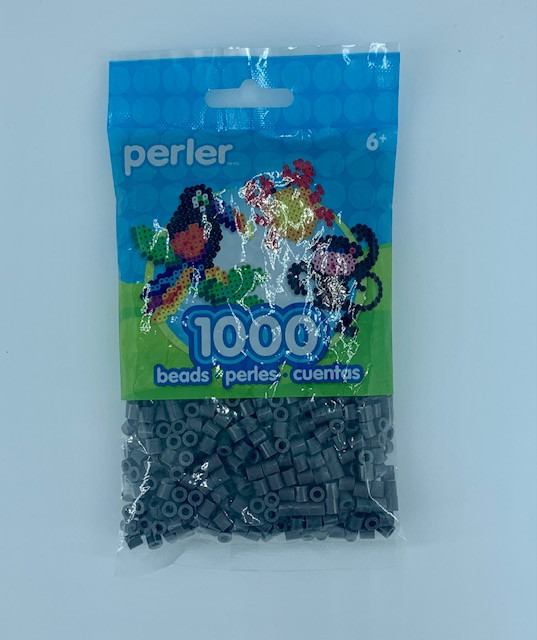 perler
6+
1000
beads • perles • cuentas